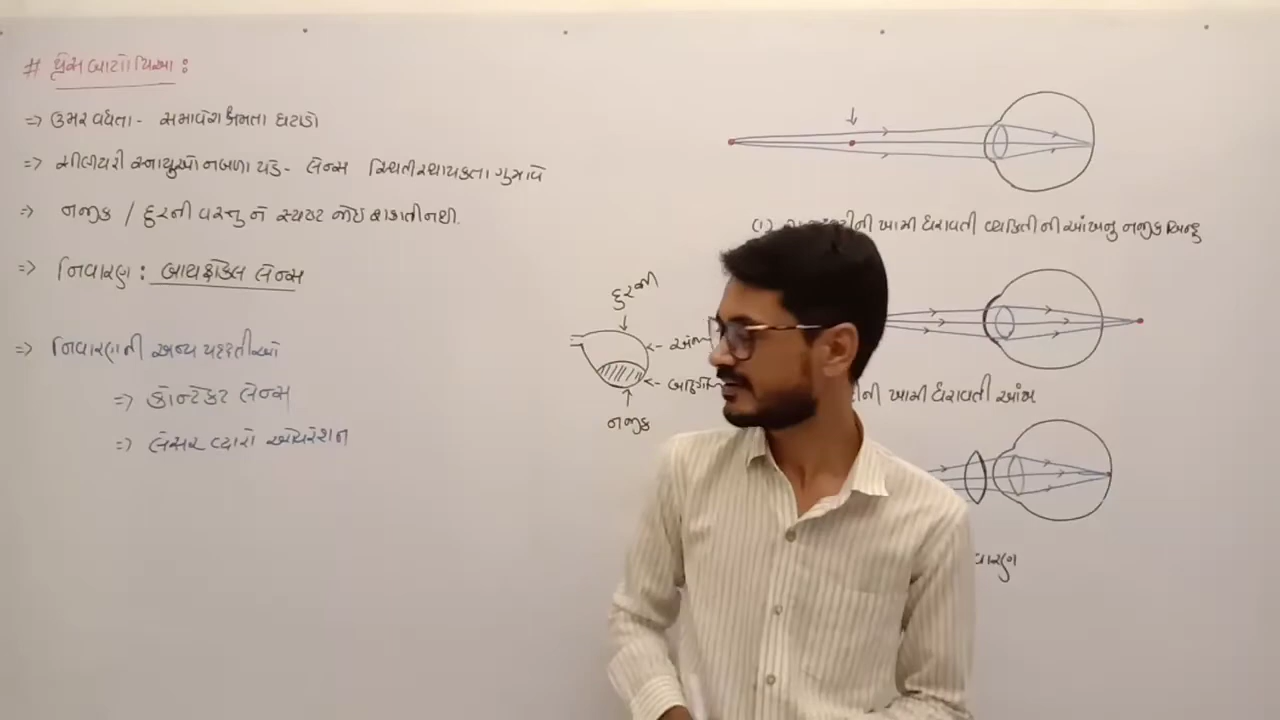 # પ્રેસ બાયોપિઆ :
=> ઉંમર વધતા - સમાવેશ ક્ષમતા ઘટાડો
=> સીલીયરી સ્નાયુઓ નબળા પડે - લેન્સ સ્થિતીસ્થાપકતા ગુમાવે
=> નજીક / દુરની વસ્તુ ને સ્પષ્ટ જોઈ શકાતી નથી.
=> નિવારણ : બાયફોકલ લેન્સ
=> નિવારણની અન્ય પદ્ધતીઓ
=> કોન્ટેક્ટ લેન્સ
=> લેસર દ્વારા ઓપરેશન
દુરની
નજીક
ખામી ધરાવતી વ્યક્તિ ની આંખનુ નજીક બિન્દુ
ખામી ધરાવતી આંખ